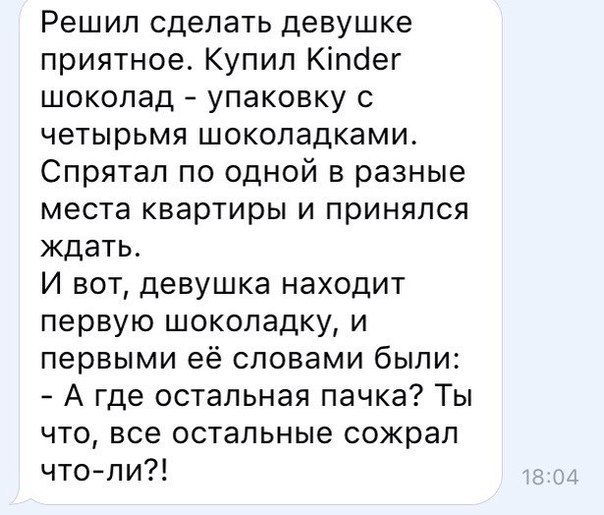 Решил сделать девушке
приятное. Купил Kinder
шоколад - упаковку с
четырьмя шоколадками.
Спрятал по одной в разные
места квартиры и принялся
ждать.
И вот, девушка находит
первую шоколадку, и
первыми её словами были:
- А где остальная пачка? Ты
что, все остальные сожрал
что-ли?!
18:04